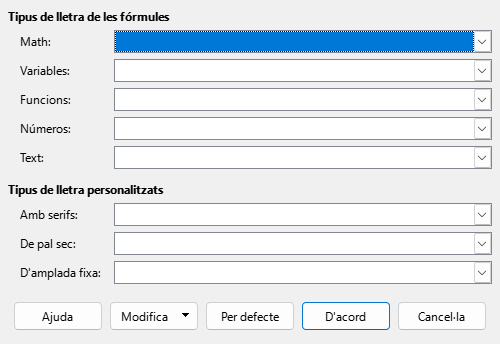 Tipus de lletra de les fórmules
Math:
Variables:
Funcions:
Números:
Text:
Tipus de lletra personalitzats
Amb serifs:
De pal sec:
D'amplada fixa:
Ajuda Modifica Per defecte D'acord Cancel·la